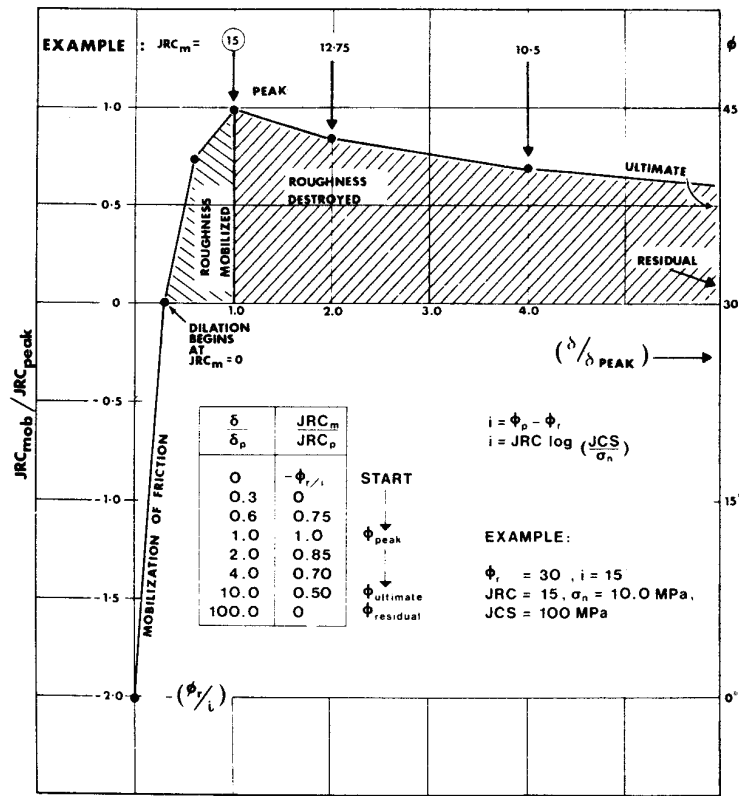 EXAMPLE : JRCm = 15 12·75 10·5 ϕ
PEAK
1.0 45
ULTIMATE
ROUGHNESS
DESTROYED
0.5
ROUGHNESS
MOBILIZED
RESIDUAL
0 1.0 2.0 3.0 4.0 30
DILATION
BEGINS
AT
JRCm = 0
(δ/δ PEAK)
JRCmob / JRCpeak
-0.5
MOBILIZATION OF FRICTION
δ/δp JRCm/JRCp
i = ϕp - ϕr
i = JRC log (JCS/σn)
0 -ϕr/i START
0.3 0
-1.0 15°
0.6 0.75
1.0 1.0 ϕpeak
EXAMPLE:
2.0 0.85
4.0 0.70
ϕr = 30 , i = 15
10.0 0.50 ϕultimate
JRC = 15 , σn = 10.0 MPa,
-1.5
100.0 0 ϕresidual
JCS = 100 MPa
-2.0 -(ϕr/i) 0°